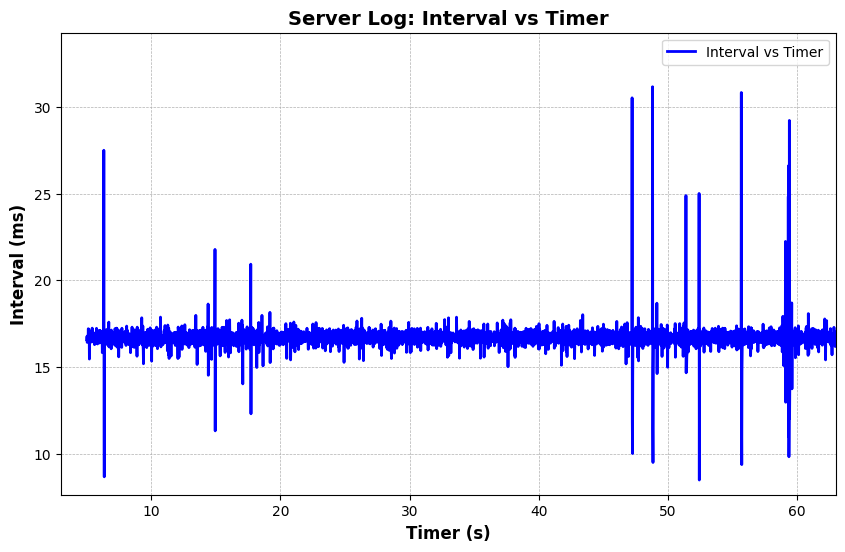 Server Log: Interval vs Timer
Interval vs Timer
Interval (ms)
30
25
20
15
10
10 20 30 40 50 60
Timer (s)